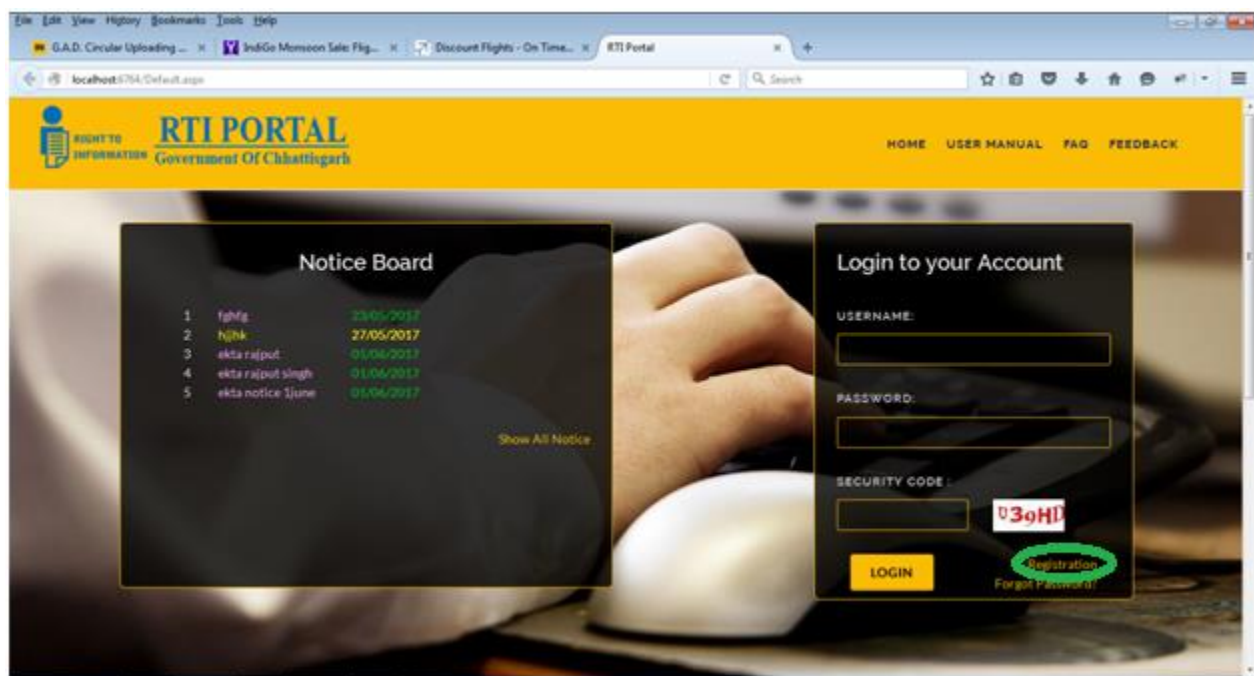 File Edit View History Bookmarks Tools Help
G.A.D. Circular Uploading ... IndiGo Monsoon Sale: Flig... Discount Flights - On Time... RTI Portal
localhost:6764/Default.aspx Search
RIGHT TO
INFORMATION
RTI PORTAL
Government Of Chhattisgarh
HOME USER MANUAL FAQ FEEDBACK
Notice Board
1 fghfg 23/05/2017
2 hjjhk 27/05/2017
3 ekta rajput 01/06/2017
4 ekta rajput singh 01/06/2017
5 ekta notice 1june 01/06/2017
Show All Notice
Login to your Account
USERNAME:
PASSWORD:
SECURITY CODE :
39HD
LOGIN
Registration
Forgot Password?